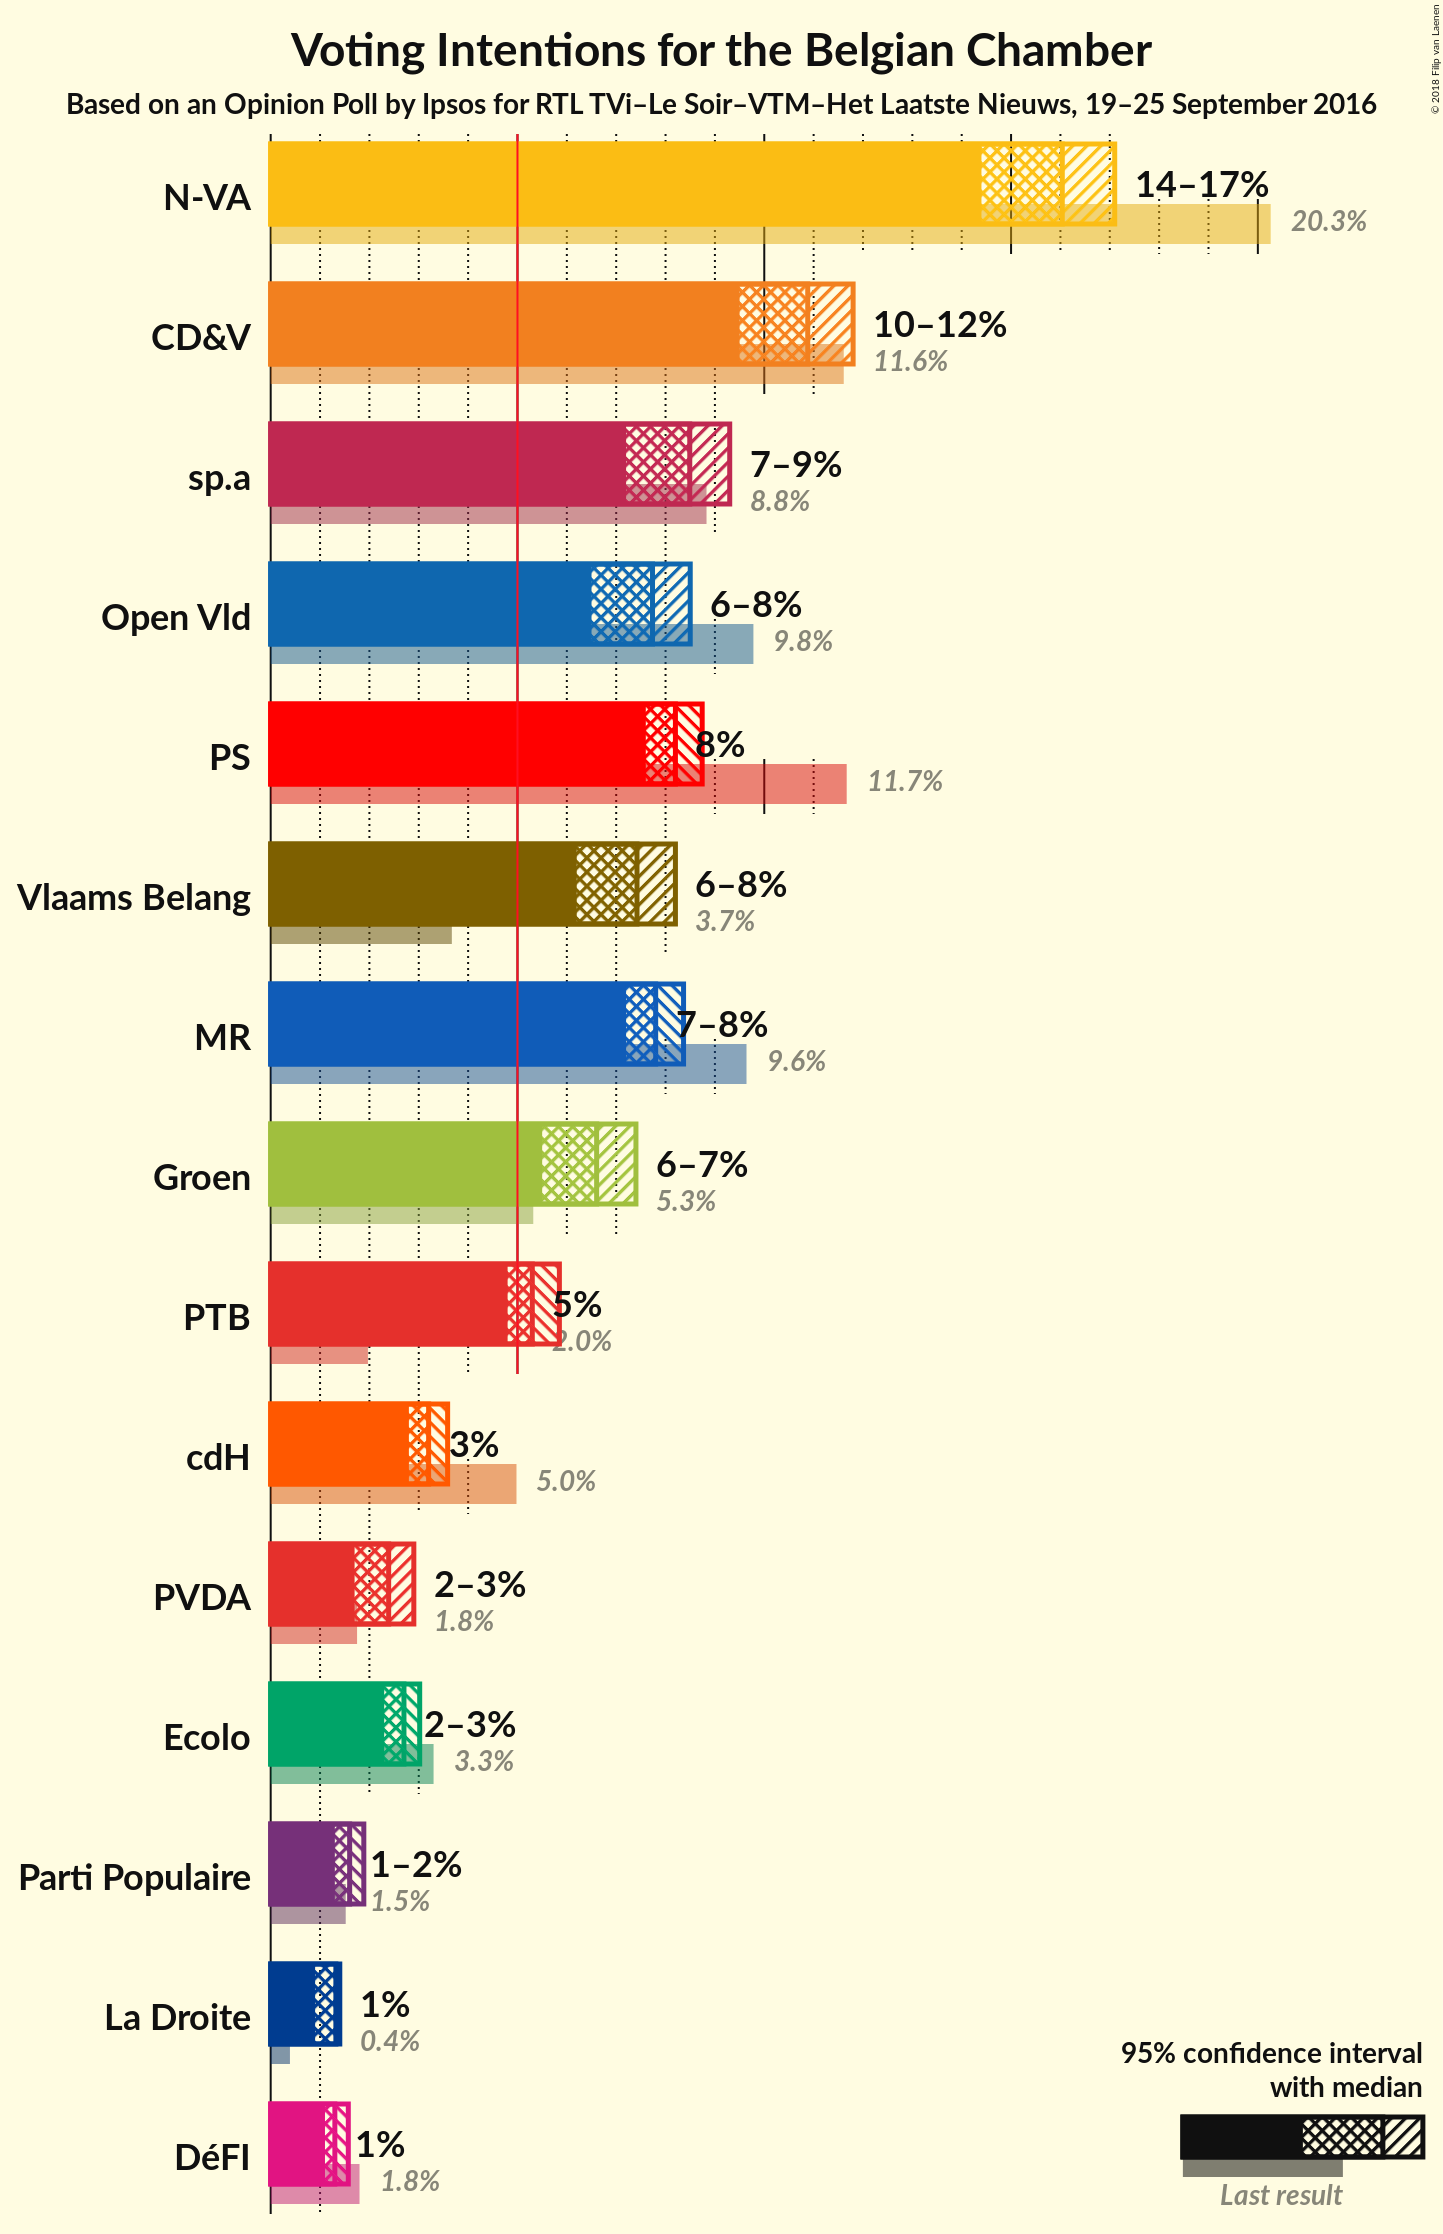 Voting Intentions for the Belgian Chamber
Based on an Opinion Poll by Ipsos for RTL TVi–Le Soir–VTM–Het Laatste Nieuws, 19–25 September 2016
© 2018 Filip van Laenen
N-VA
14–17%
20.3%
CD&V
10–12%
11.6%
sp.a
7–9%
8.8%
Open Vld
6–8%
9.8%
PS
8%
11.7%
Vlaams Belang
6–8%
3.7%
MR
7–8%
9.6%
Groen
6–7%
5.3%
PTB
5%
2.0%
cdH
3%
5.0%
PVDA
2–3%
1.8%
Ecolo
2–3%
3.3%
Parti Populaire
1–2%
1.5%
La Droite
1%
0.4%
DéFI
1%
1.8%
95% confidence interval
with median
Last result